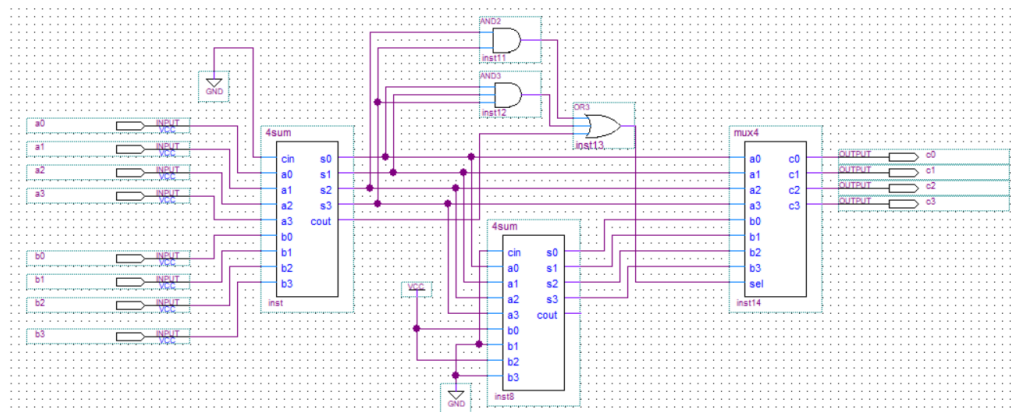 AND2
inst11
GND
AND3
inst12
OR3
inst13
a0 INPUT VCC
a1 INPUT VCC
a2 INPUT VCC
a3 INPUT VCC
b0 INPUT VCC
b1 INPUT VCC
b2 INPUT VCC
b3 INPUT VCC
4sum
cin s0
a0 s1
a1 s2
a2 s3
a3 cout
b0
b1
b2
b3
inst
4sum
cin s0
a0 s1
a1 s2
a2 s3
a3 cout
b0
b1
b2
b3
inst8
VCC
GND
mux4
a0 c0
a1 c1
a2 c2
a3 c3
b0
b1
b2
b3
sel
inst14
OUTPUT c0
OUTPUT c1
OUTPUT c2
OUTPUT c3